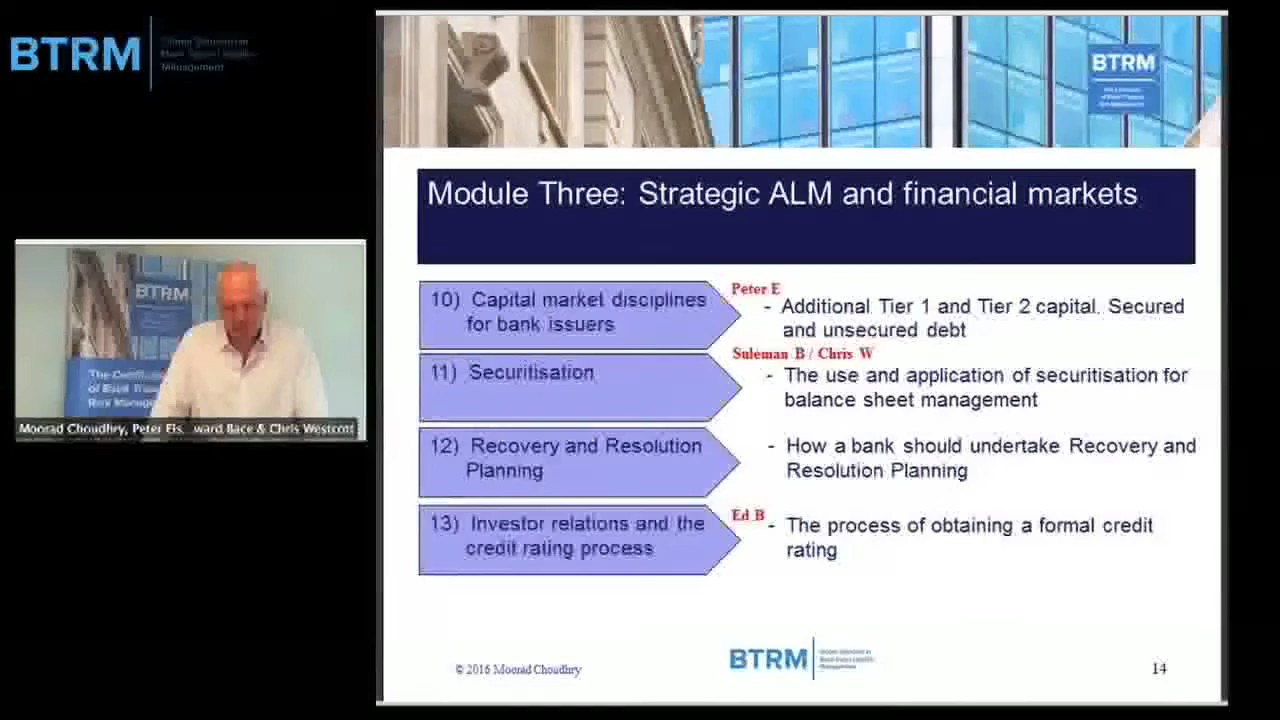 BTRM
Management
BTRM
Module Three: Strategic ALM and financial markets
10) Capital market disciplines
for bank issuers
Peter E
- Additional Tier 1 and Tier 2 capital. Secured
and unsecured debt
Suleman B / Chris W
11) Securitisation
- The use and application of securitisation for
balance sheet management
12) Recovery and Resolution
Planning
- How a bank should undertake Recovery and
Resolution Planning
13) Investor relations and the
credit rating process
Ed B
- The process of obtaining a formal credit
rating
BTRM
Moorad Choudhry, Peter Eis, ward Bace & Chris Westcott
© 2016 Moorad Choudhry
BTRM
14